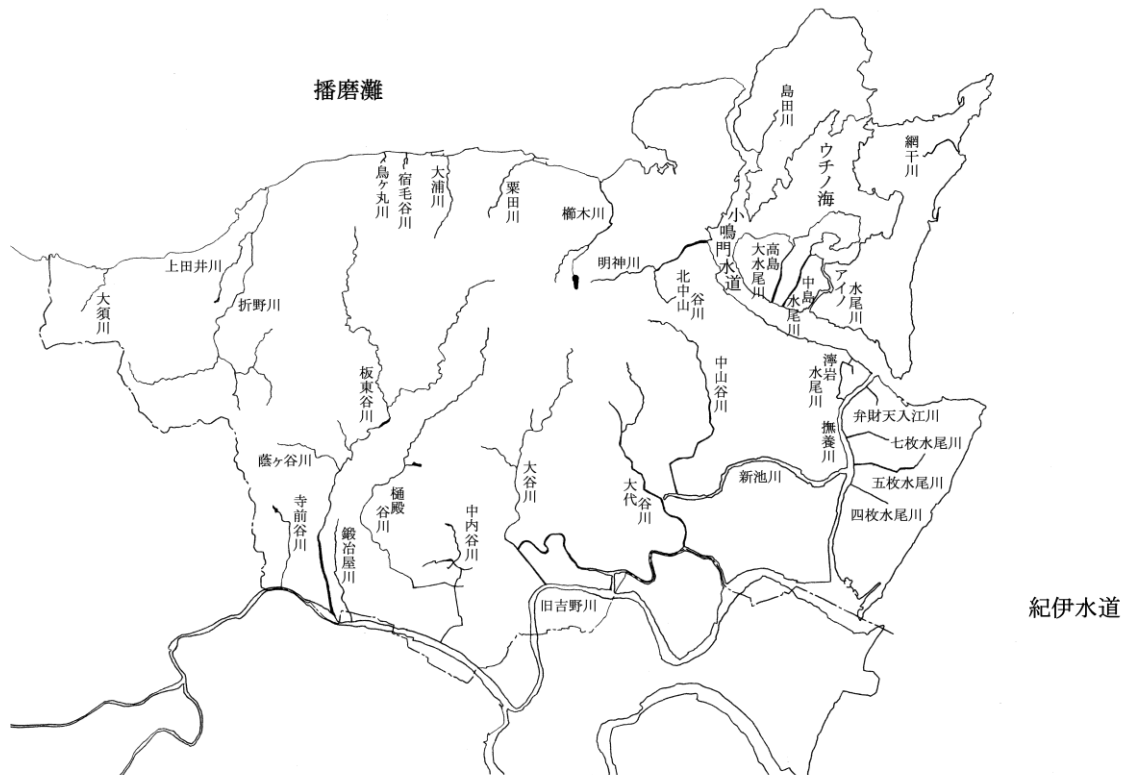 播磨灘
島田川
網干川
ウチノ海
大浦川
宿毛谷川
鳥ヶ丸川
粟田川
櫛木川
小鳴門水道
明神川
北中山谷川
高島大水尾川
中島水尾川
アイノ水尾川
上田井川
大須川
折野川
板東谷川
中山谷川
濘岩水尾川
弁財天入江川
撫養川
七枚水尾川
五枚水尾川
四枚水尾川
新池川
蔭ヶ谷川
寺前谷川
鍛冶屋川
樋殿谷川
中内谷川
大谷川
大代谷川
旧吉野川
紀伊水道